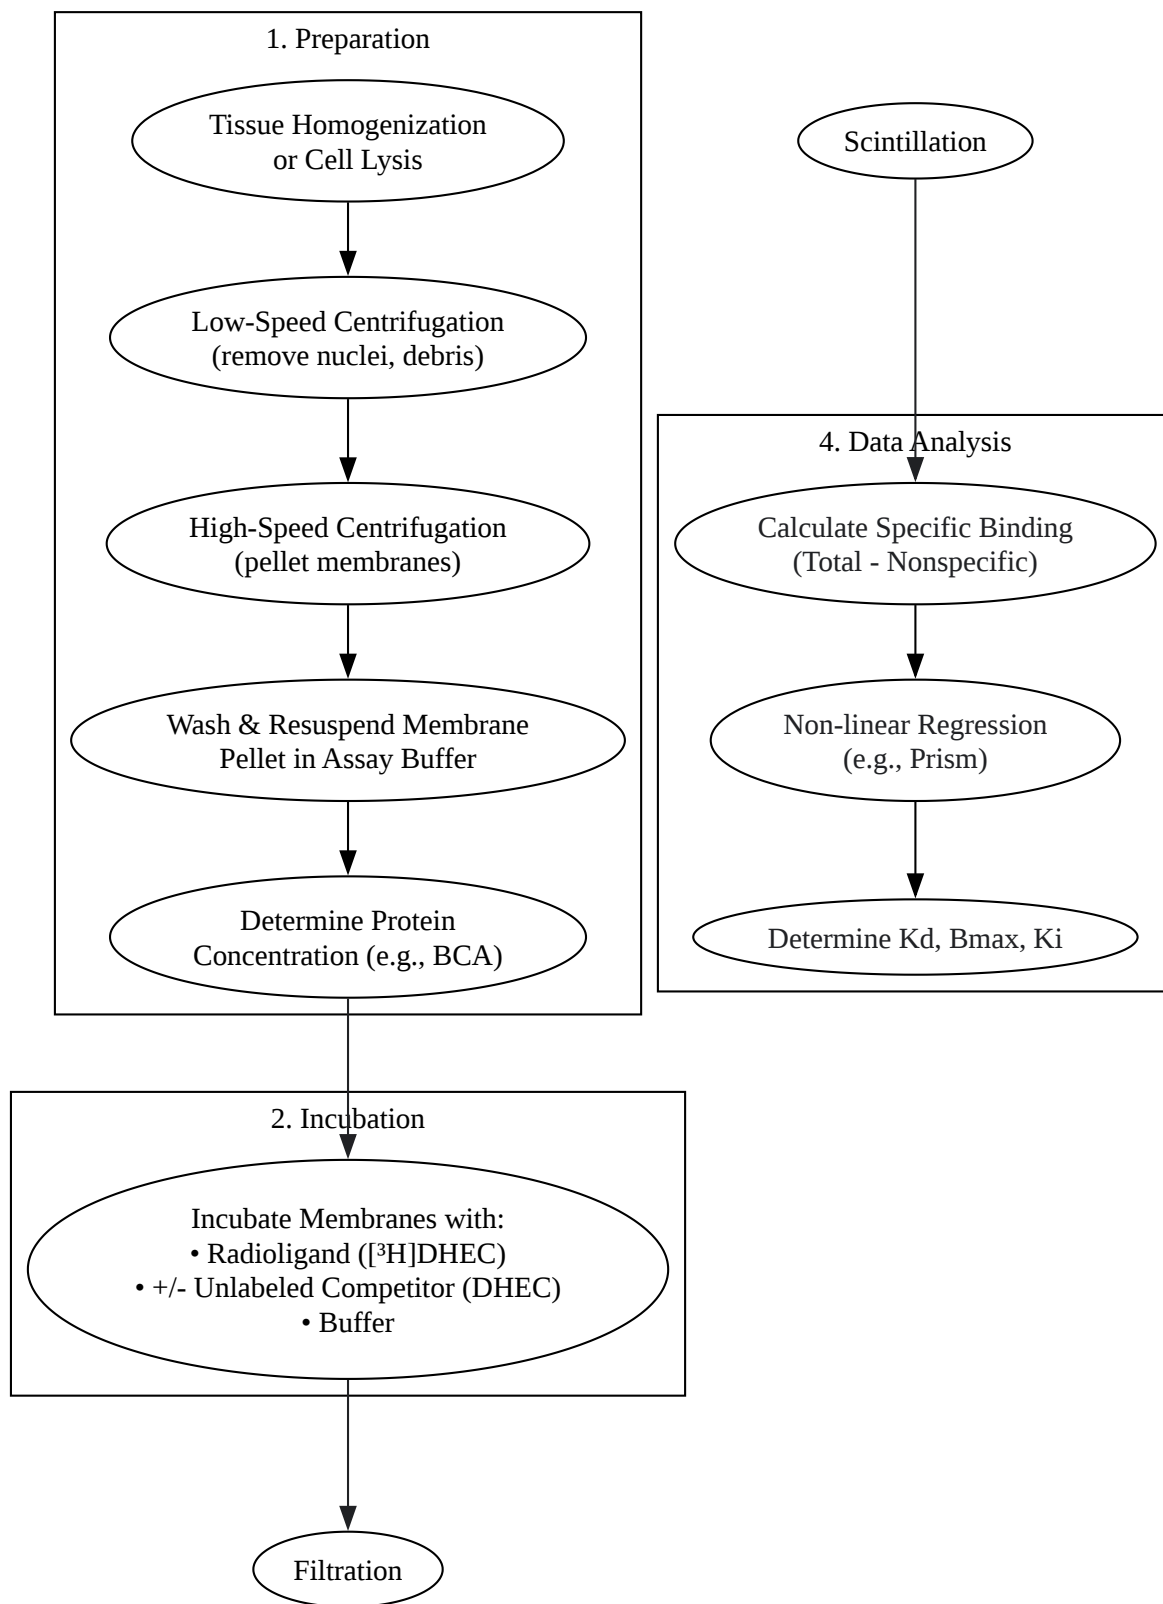 1. Preparation
Tissue Homogenization
or Cell Lysis
Low-Speed Centrifugation
(remove nuclei, debris)
High-Speed Centrifugation
(pellet membranes)
Wash & Resuspend Membrane
Pellet in Assay Buffer
Determine Protein
Concentration (e.g., BCA)
2. Incubation
Incubate Membranes with:
• Radioligand ([³H]DHEC)
• +/- Unlabeled Competitor (DHEC)
• Buffer
Filtration
Scintillation
4. Data Analysis
Calculate Specific Binding
(Total - Nonspecific)
Non-linear Regression
(e.g., Prism)
Determine Kd, Bmax, Ki